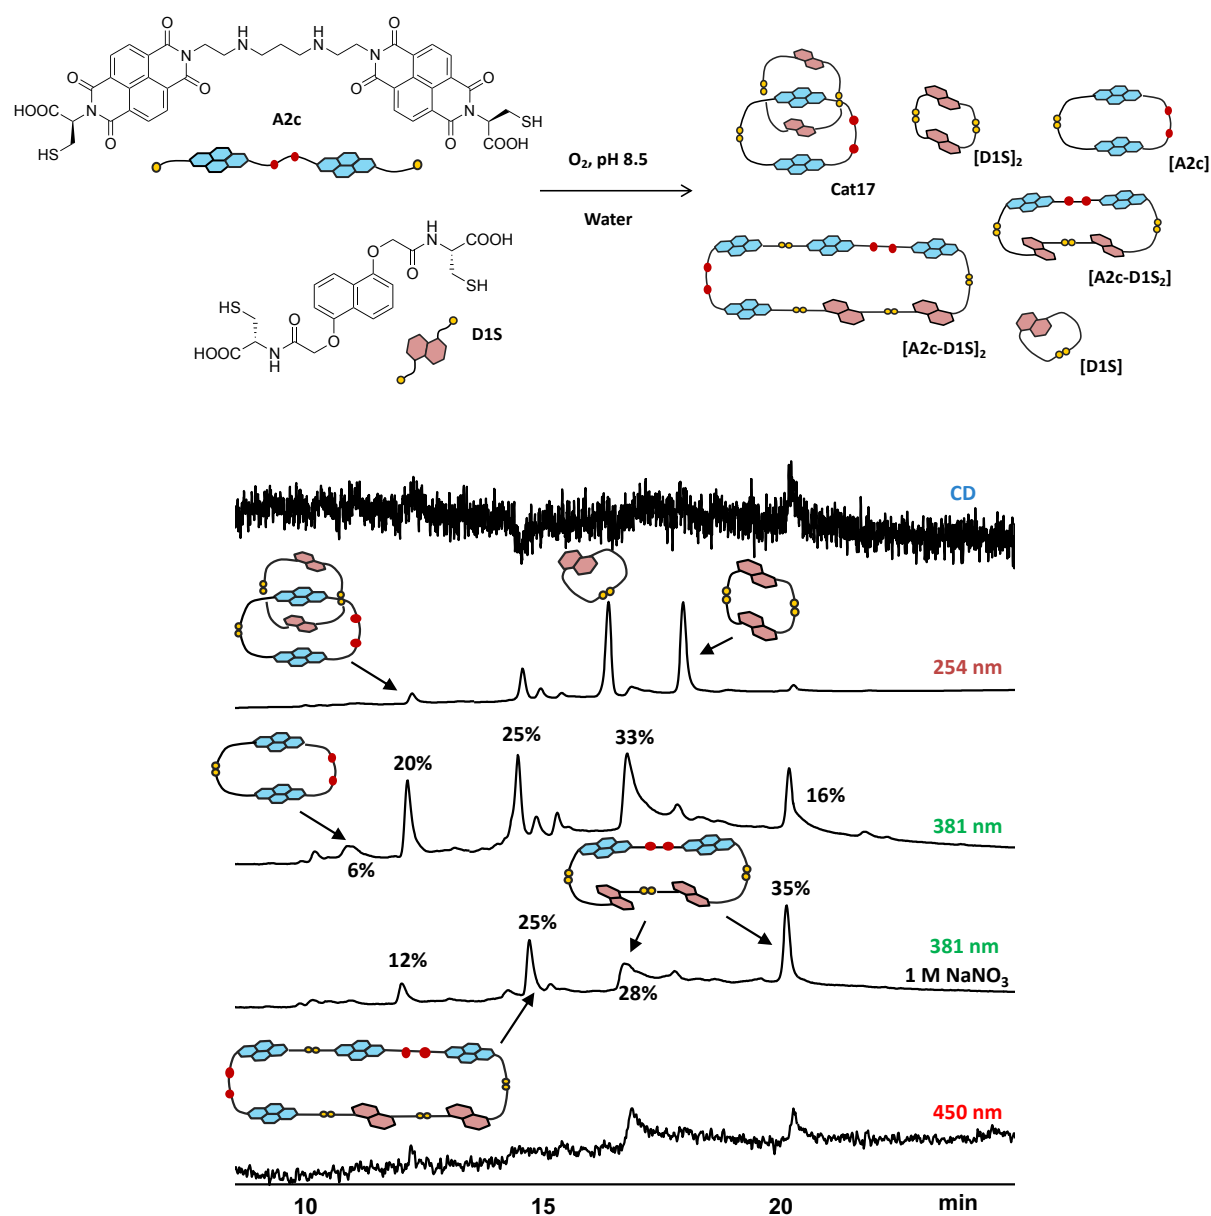 O
O
H
N
H
N
O
O
N
N
O
O
O
O
HOOC
N
N
SH
O
O
HS
COOH
A2c
O₂, pH 8.5
Water
H
N
COOH
O
O
SH
HS
O
HOOC
N
H
O
D1S
Cat17
[D1S]₂
[A2c]
[A2c-D1S₂]
[A2c-D1S]₂
[D1S]
CD
254 nm
25%
33%
20%
16%
381 nm
6%
35%
25%
381 nm
12%
1 M NaNO₃
28%
450 nm
10
15
20
min